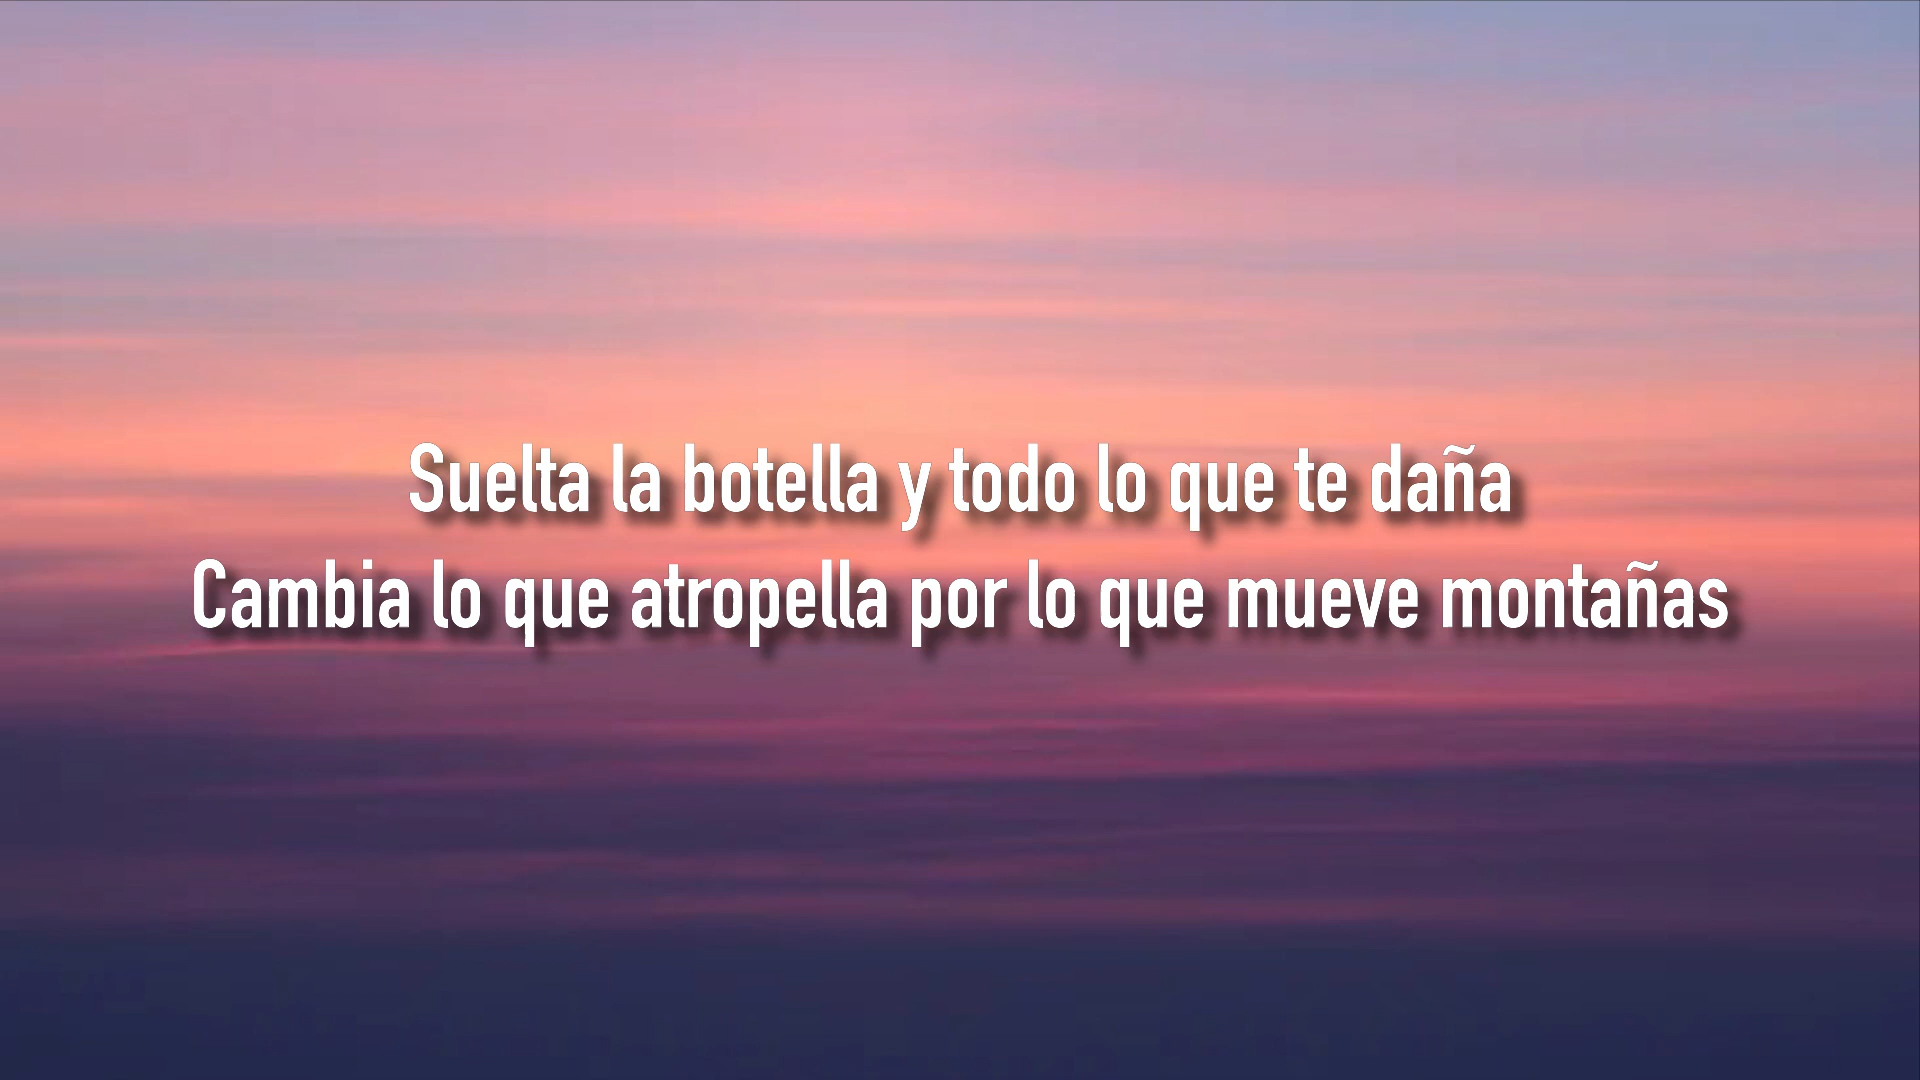 Suelta la botella y todo lo que te daña
Cambia lo que atropella por lo que mueve montañas